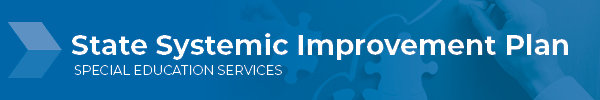 State Systemic Improvement Plan
SPECIAL EDUCATION SERVICES